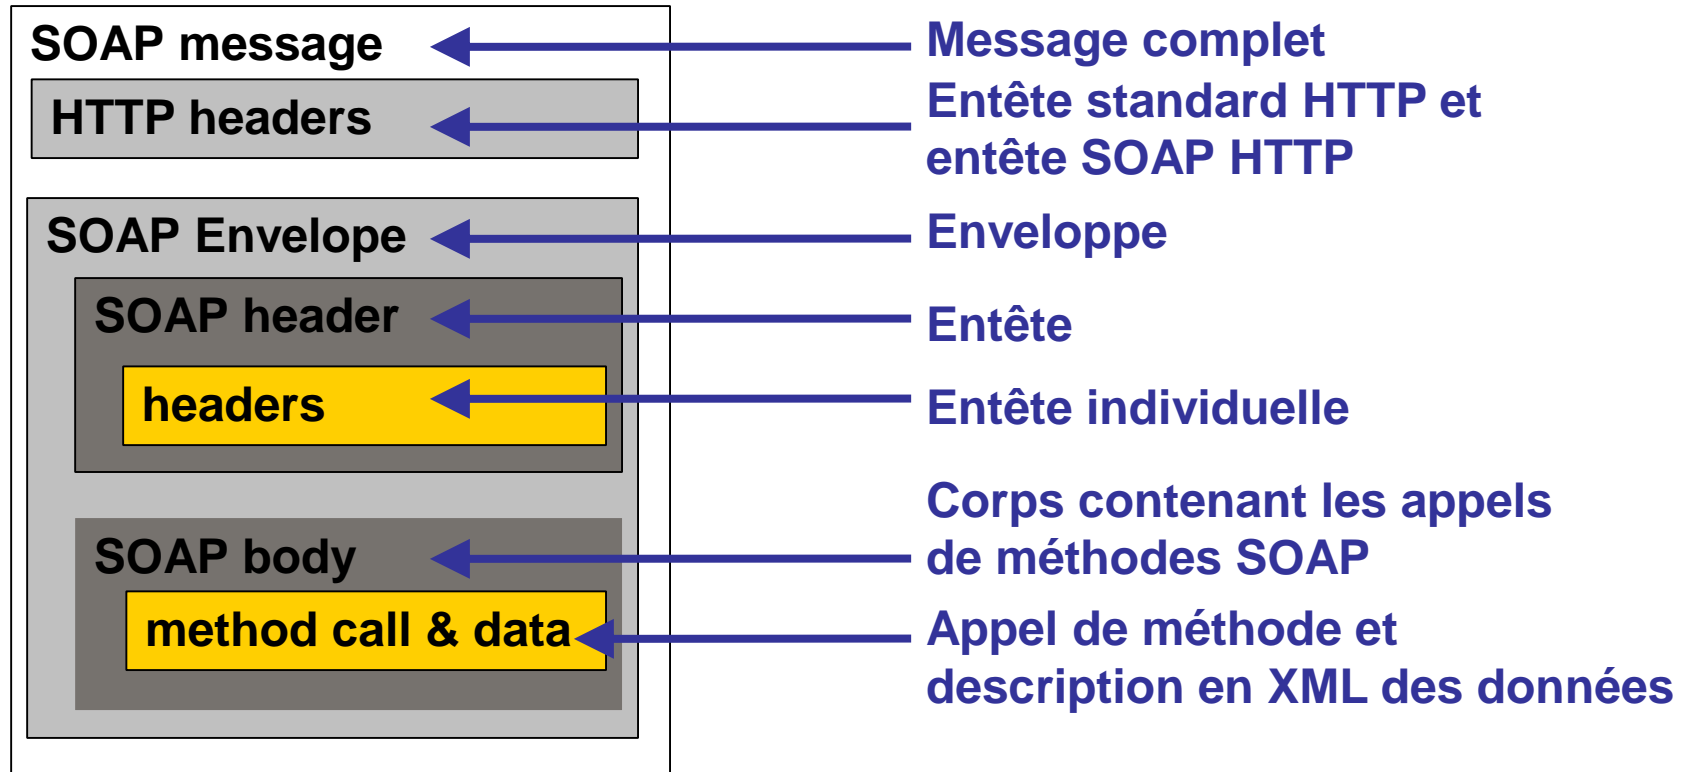 SOAP message
Message complet
HTTP headers
Entête standard HTTP et
entête SOAP HTTP
SOAP Envelope
Enveloppe
SOAP header
Entête
headers
Entête individuelle
SOAP body
Corps contenant les appels
de méthodes SOAP
method call & data
Appel de méthode et
description en XML des données